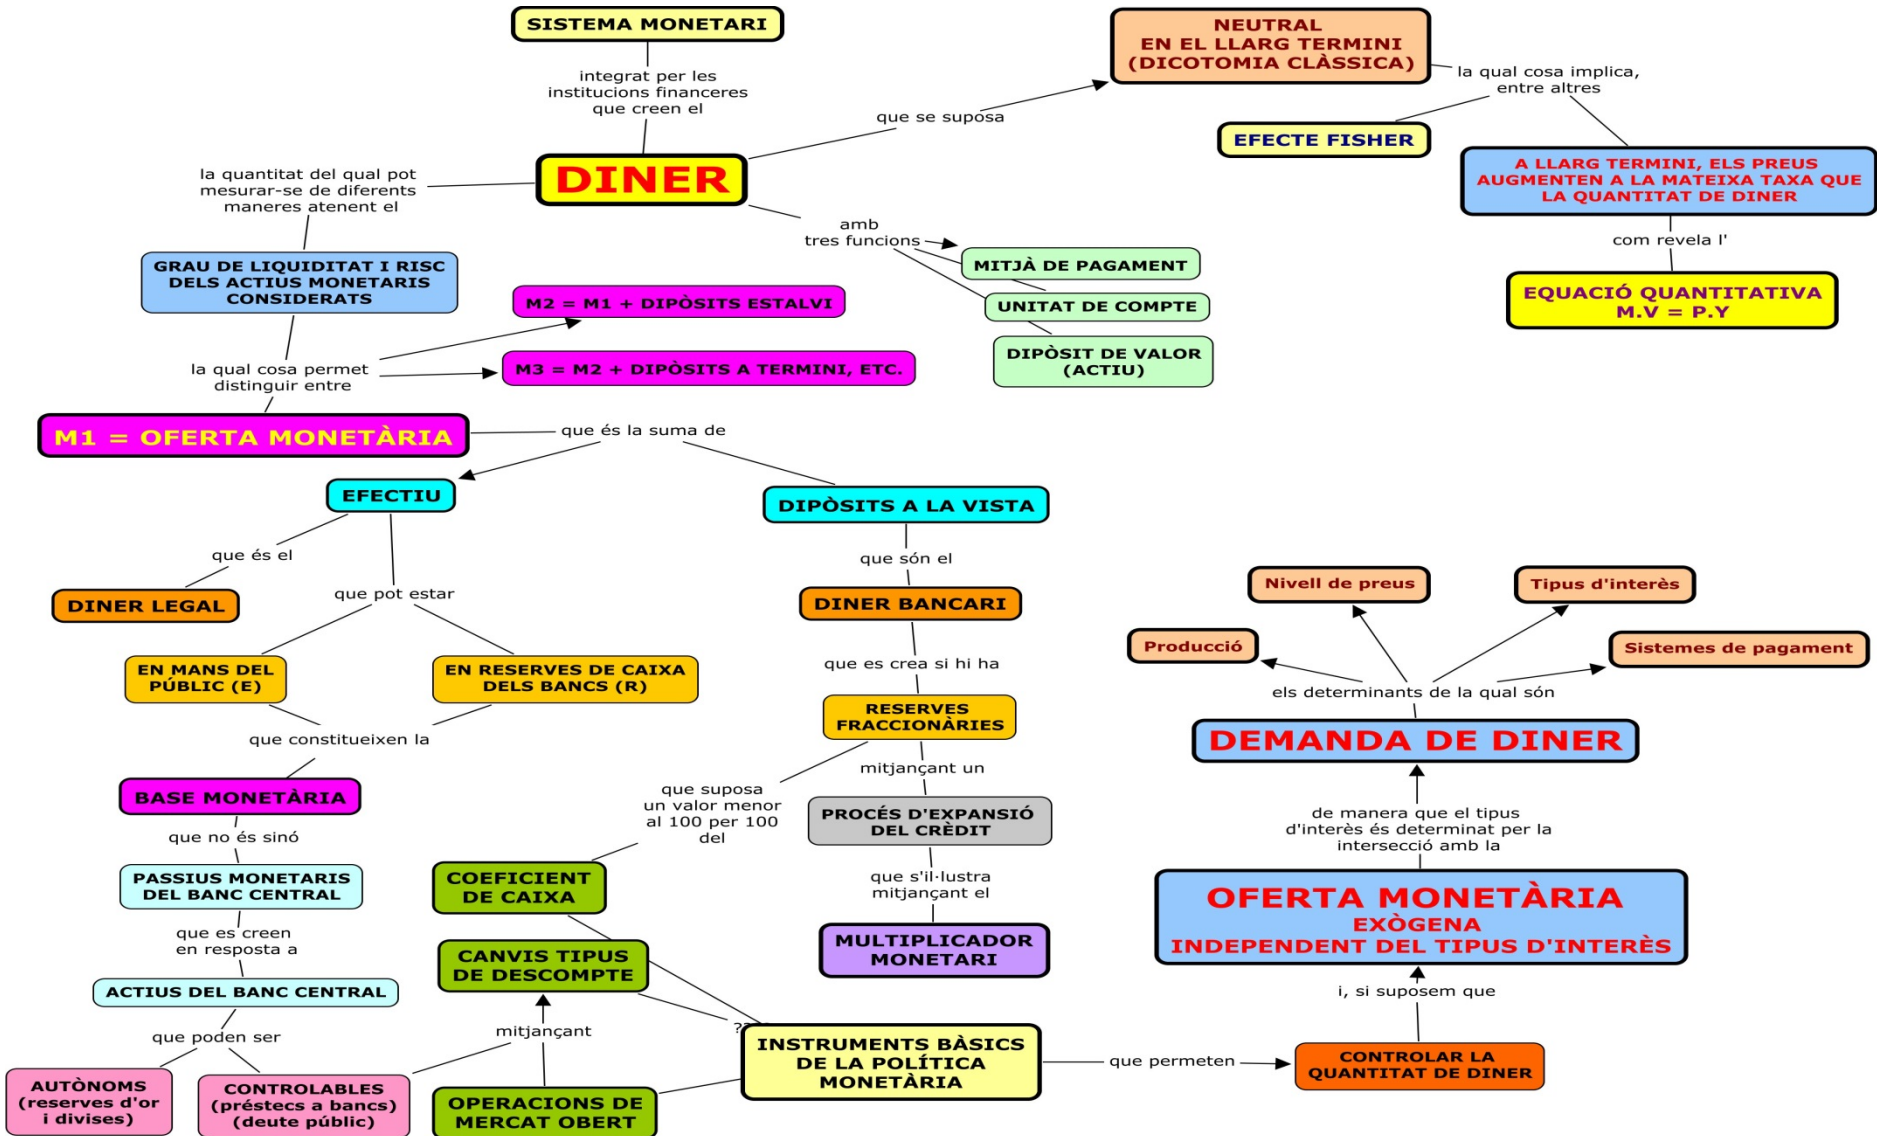 SISTEMA MONETARI
integrat per les
institucions financeres
que creen el
DINER
que se suposa
NEUTRAL
EN EL LLARG TERMINI
(DICOTOMIA CLÀSSICA)
la qual cosa implica,
entre altres
EFECTE FISHER
A LLARG TERMINI, ELS PREUS
AUGMENTEN A LA MATEIXA TAXA QUE
LA QUANTITAT DE DINER
com revela l'
EQUACIÓ QUANTITATIVA
M.V = P.Y
la quantitat del qual pot
mesurar-se de diferents
maneres atenent el
GRAU DE LIQUIDITAT I RISC
DELS ACTIUS MONETARIS
CONSIDERATS
amb
tres funcions
MITJÀ DE PAGAMENT
UNITAT DE COMPTE
DIPÒSIT DE VALOR
(ACTIU)
la qual cosa permet
distingir entre
M2 = M1 + DIPÒSITS ESTALVI
M3 = M2 + DIPÒSITS A TERMINI, ETC.
M1 = OFERTA MONETÀRIA
que és la suma de
EFECTIU
DIPÒSITS A LA VISTA
que és el
DINER LEGAL
que pot estar
EN MANS DEL
PÚBLIC (E)
EN RESERVES DE CAIXA
DELS BANCS (R)
que constitueixen la
BASE MONETÀRIA
que no és sinó
PASSIUS MONETARIS
DEL BANC CENTRAL
que es creen
en resposta a
ACTIUS DEL BANC CENTRAL
que poden ser
AUTÒNOMS
(reserves d'or
i divises)
CONTROLABLES
(préstecs a bancs)
(deute públic)
mitjançant
que són el
DINER BANCARI
que es crea si hi ha
RESERVES
FRACCIONÀRIES
que suposa
un valor menor
al 100 per 100
del
mitjançant un
PROCÉS D'EXPANSIÓ
DEL CRÈDIT
que s'il·lustra
mitjançant el
MULTIPLICADOR
MONETARI
COEFICIENT
DE CAIXA
CANVIS TIPUS
DE DESCOMPTE
OPERACIONS DE
MERCAT OBERT
INSTRUMENTS BÀSICS
DE LA POLÍTICA
MONETÀRIA
que permeten
CONTROLAR LA
QUANTITAT DE DINER
i, si suposem que
OFERTA MONETÀRIA
EXÒGENA
INDEPENDENT DEL TIPUS D'INTERÈS
de manera que el tipus
d'interès és determinat per la
intersecció amb la
DEMANDA DE DINER
els determinants de la qual són
Producció
Nivell de preus
Tipus d'interès
Sistemes de pagament